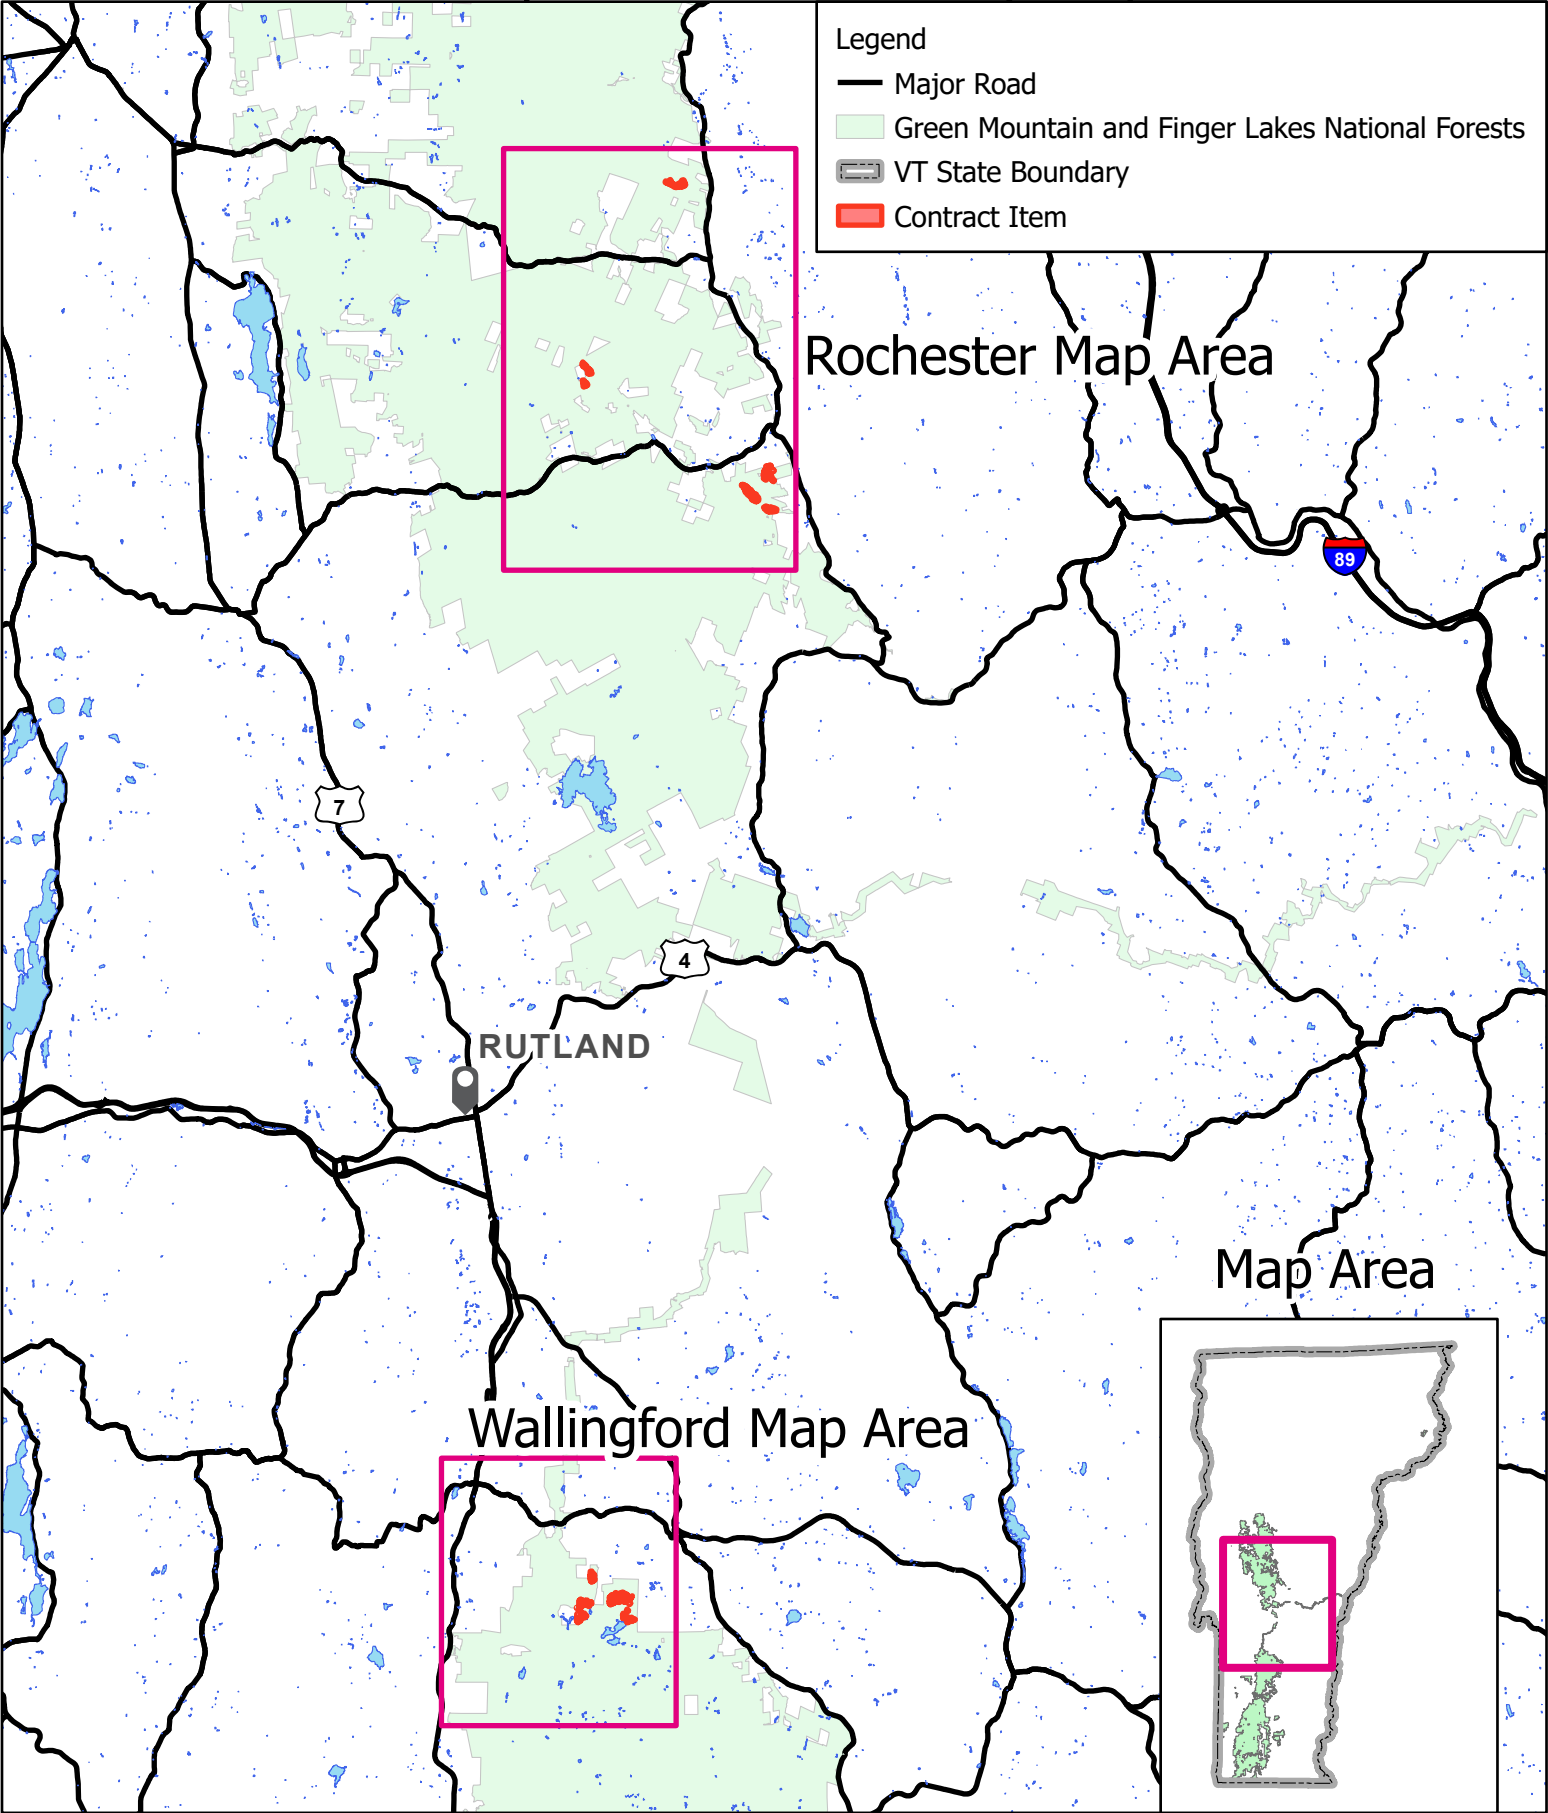 Legend
Major Road
Green Mountain and Finger Lakes National Forests
VT State Boundary
Contract Item
Rochester Map Area
89
7
4
RUTLAND
Map Area
Wallingford Map Area